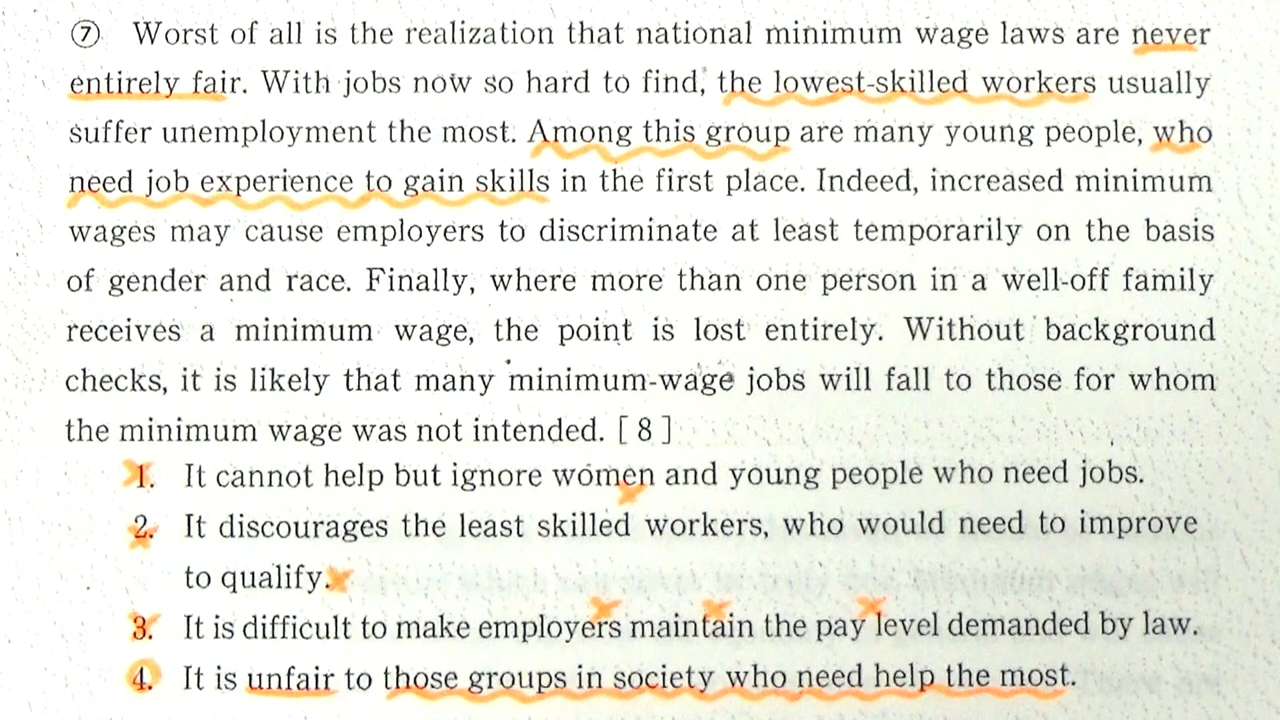 ⑦ Worst of all is the realization that national minimum wage laws are never
entirely fair. With jobs now so hard to find, the lowest-skilled workers usually
suffer unemployment the most. Among this group are many young people, who
need job experience to gain skills in the first place. Indeed, increased minimum
wages may cause employers to discriminate at least temporarily on the basis
of gender and race. Finally, where more than one person in a well-off family
receives a minimum wage, the point is lost entirely. Without background
checks, it is likely that many minimum-wage jobs will fall to those for whom
the minimum wage was not intended. [ 8 ]
1. It cannot help but ignore women and young people who need jobs.
2. It discourages the least skilled workers, who would need to improve
to qualify.
3. It is difficult to make employers maintain the pay level demanded by law.
4. It is unfair to those groups in society who need help the most.